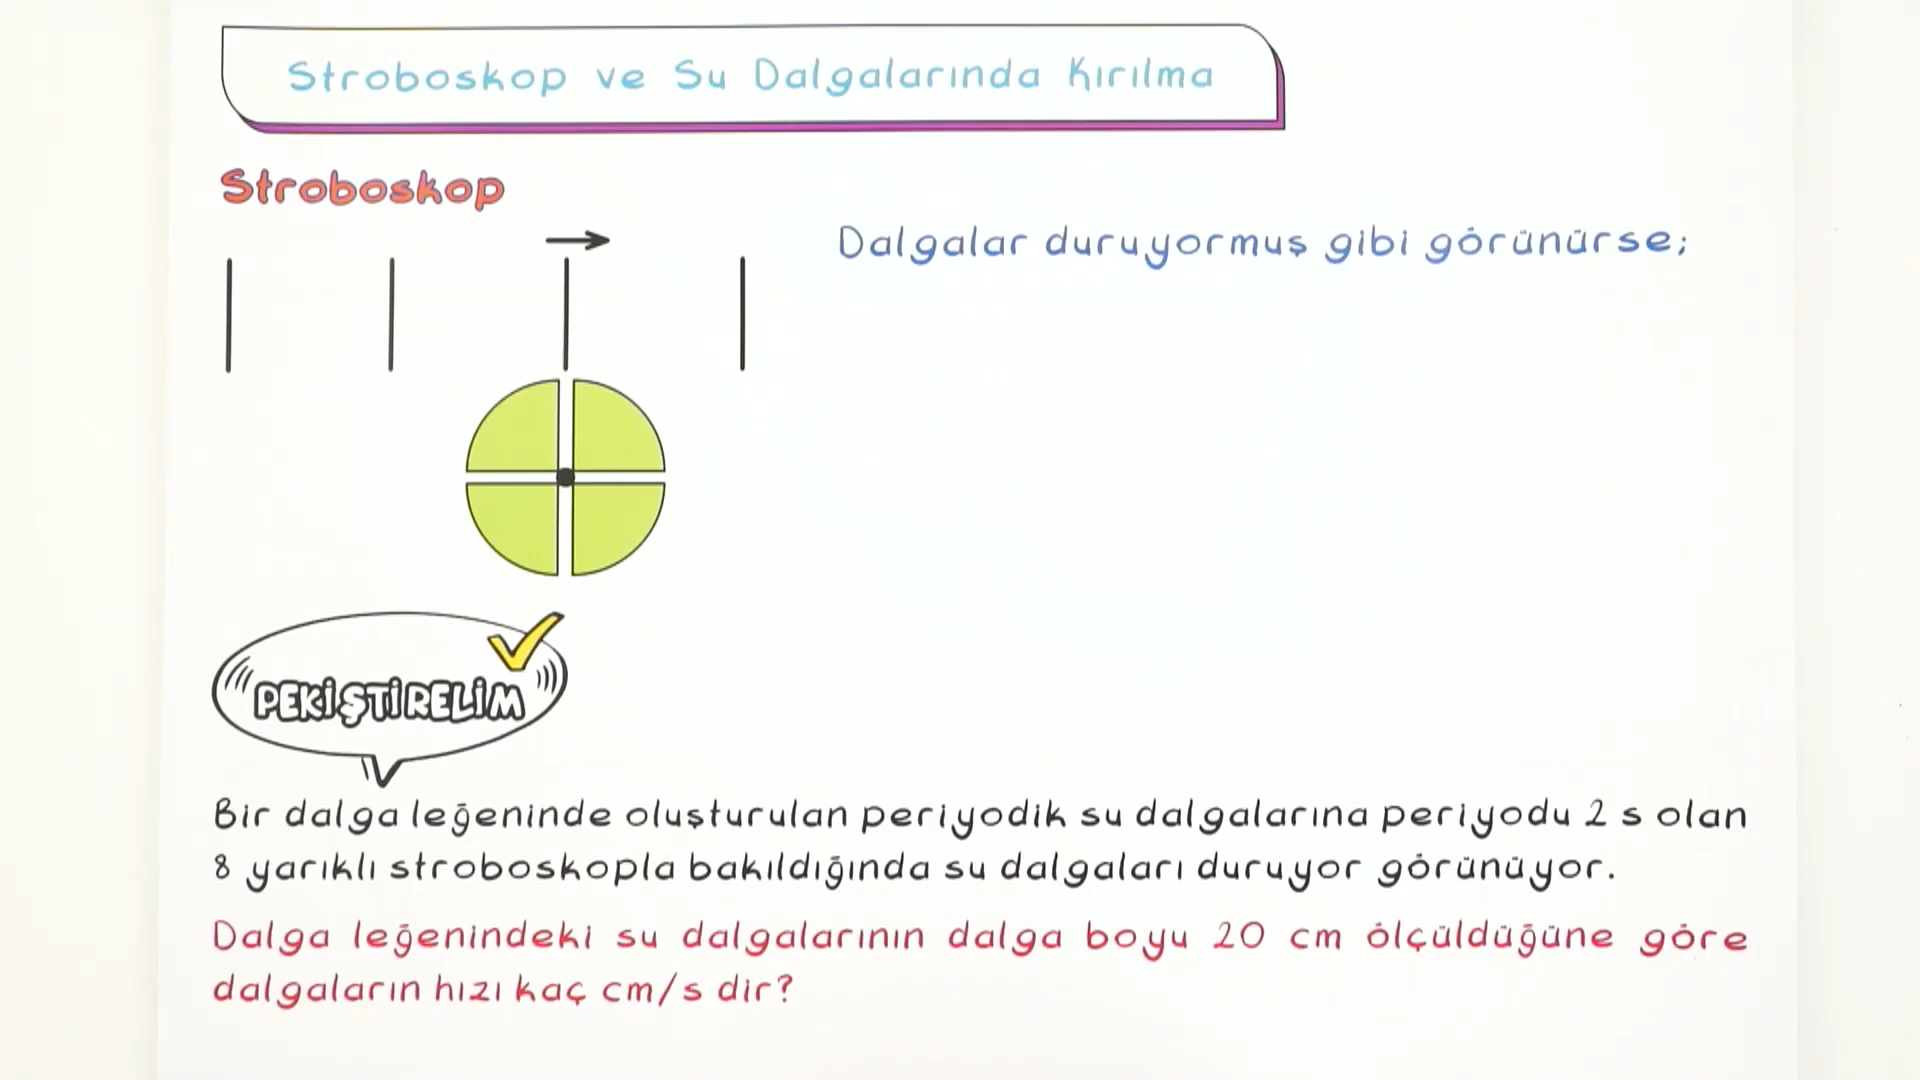 Stroboskop ve Su Dalgalarında Kırılma
Stroboskop
Dalgalar duruyormuş gibi görünürse;
PEKİŞTİRELİM
Bir dalga leğeninde oluşturulan periyodik su dalgalarına periyodu 2 s olan
8 yarıklı stroboskopla bakıldığında su dalgaları duruyor görünüyor.
Dalga leğenindeki su dalgalarının dalga boyu 20 cm ölçüldüğüne göre
dalgaların hızı kaç cm/s dir?